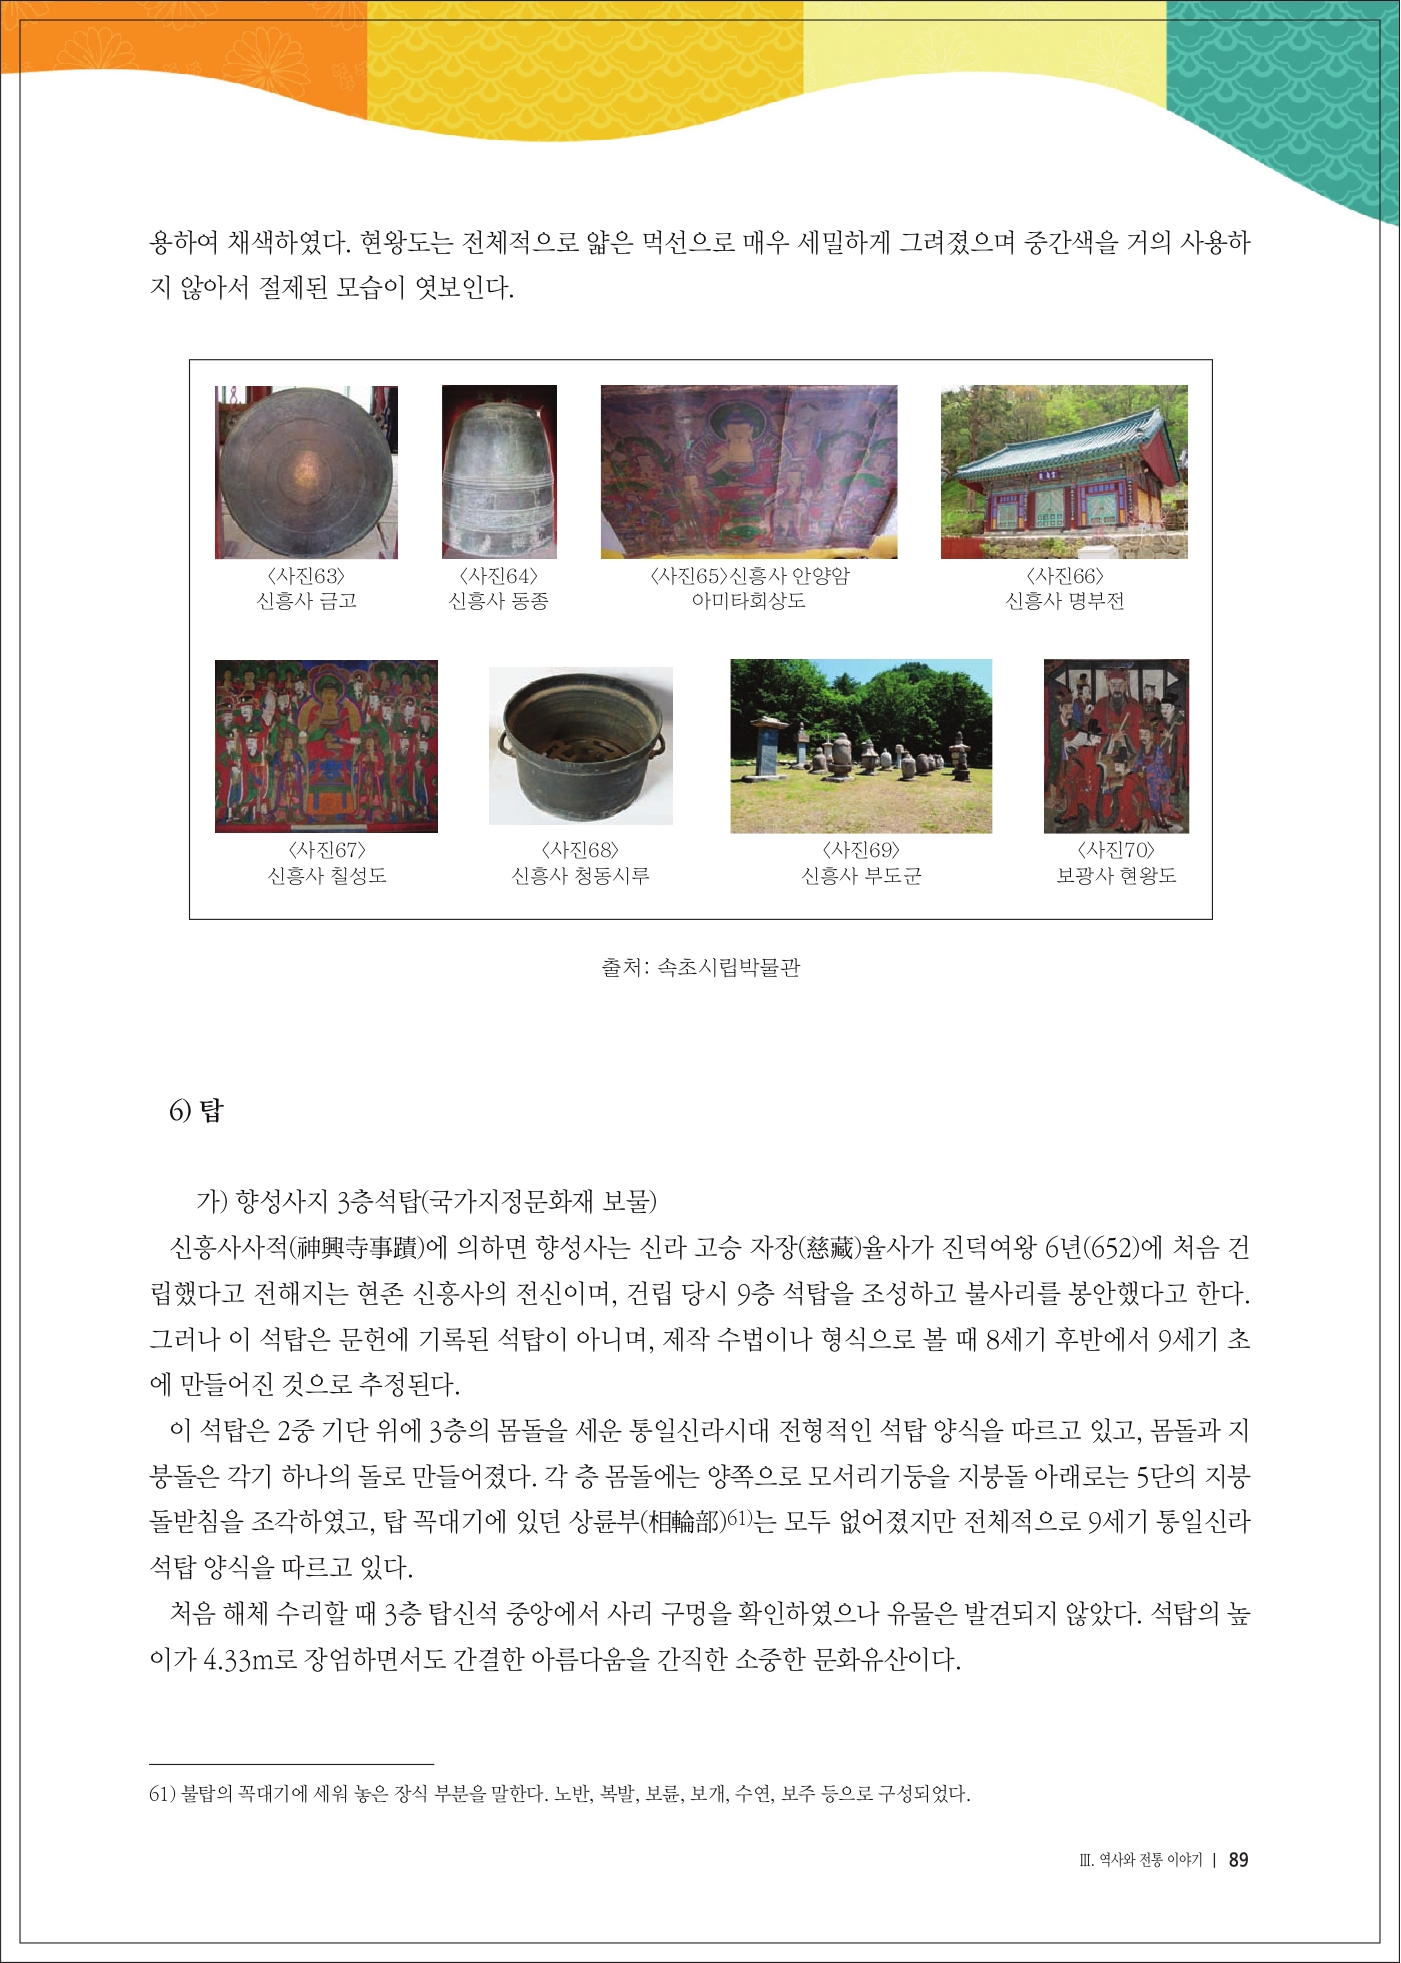 용하여 채색하였다. 현왕도는 전체적으로 얇은 먹선으로 매우 세밀하게 그려졌으며 중간색을 거의 사용하
지 않아서 절제된 모습이 엿보인다.
〈사진63〉
신흥사 금고
〈사진64〉
신흥사 동종
〈사진65〉신흥사 안양암
아미타회상도
〈사진66〉
신흥사 명부전
〈사진67〉
신흥사 칠성도
〈사진68〉
신흥사 청동시루
〈사진69〉
신흥사 부도군
〈사진70〉
보광사 현왕도
출처: 속초시립박물관
6) 탑
가) 향성사지 3층석탑(국가지정문화재 보물)
신흥사사적(神興寺事蹟)에 의하면 향성사는 신라 고승 자장(慈藏)율사가 진덕여왕 6년(652)에 처음 건
립했다고 전해지는 현존 신흥사의 전신이며, 건립 당시 9층 석탑을 조성하고 불사리를 봉안했다고 한다.
그러나 이 석탑은 문헌에 기록된 석탑이 아니며, 제작 수법이나 형식으로 볼 때 8세기 후반에서 9세기 초
에 만들어진 것으로 추정된다.
이 석탑은 2중 기단 위에 3층의 몸돌을 세운 통일신라시대 전형적인 석탑 양식을 따르고 있고, 몸돌과 지
붕돌은 각기 하나의 돌로 만들어졌다. 각 층 몸돌에는 양쪽으로 모서리기둥을 지붕돌 아래로는 5단의 지붕
돌받침을 조각하였고, 탑 꼭대기에 있던 상륜부(相輪部)61)는 모두 없어졌지만 전체적으로 9세기 통일신라
석탑 양식을 따르고 있다.
처음 해체 수리할 때 3층 탑신석 중앙에서 사리 구멍을 확인하였으나 유물은 발견되지 않았다. 석탑의 높
이가 4.33m로 장엄하면서도 간결한 아름다움을 간직한 소중한 문화유산이다.
61) 불탑의 꼭대기에 세워 놓은 장식 부분을 말한다. 노반, 복발, 보륜, 보개, 수연, 보주 등으로 구성되었다.
Ⅲ. 역사와 전통 이야기 | 89